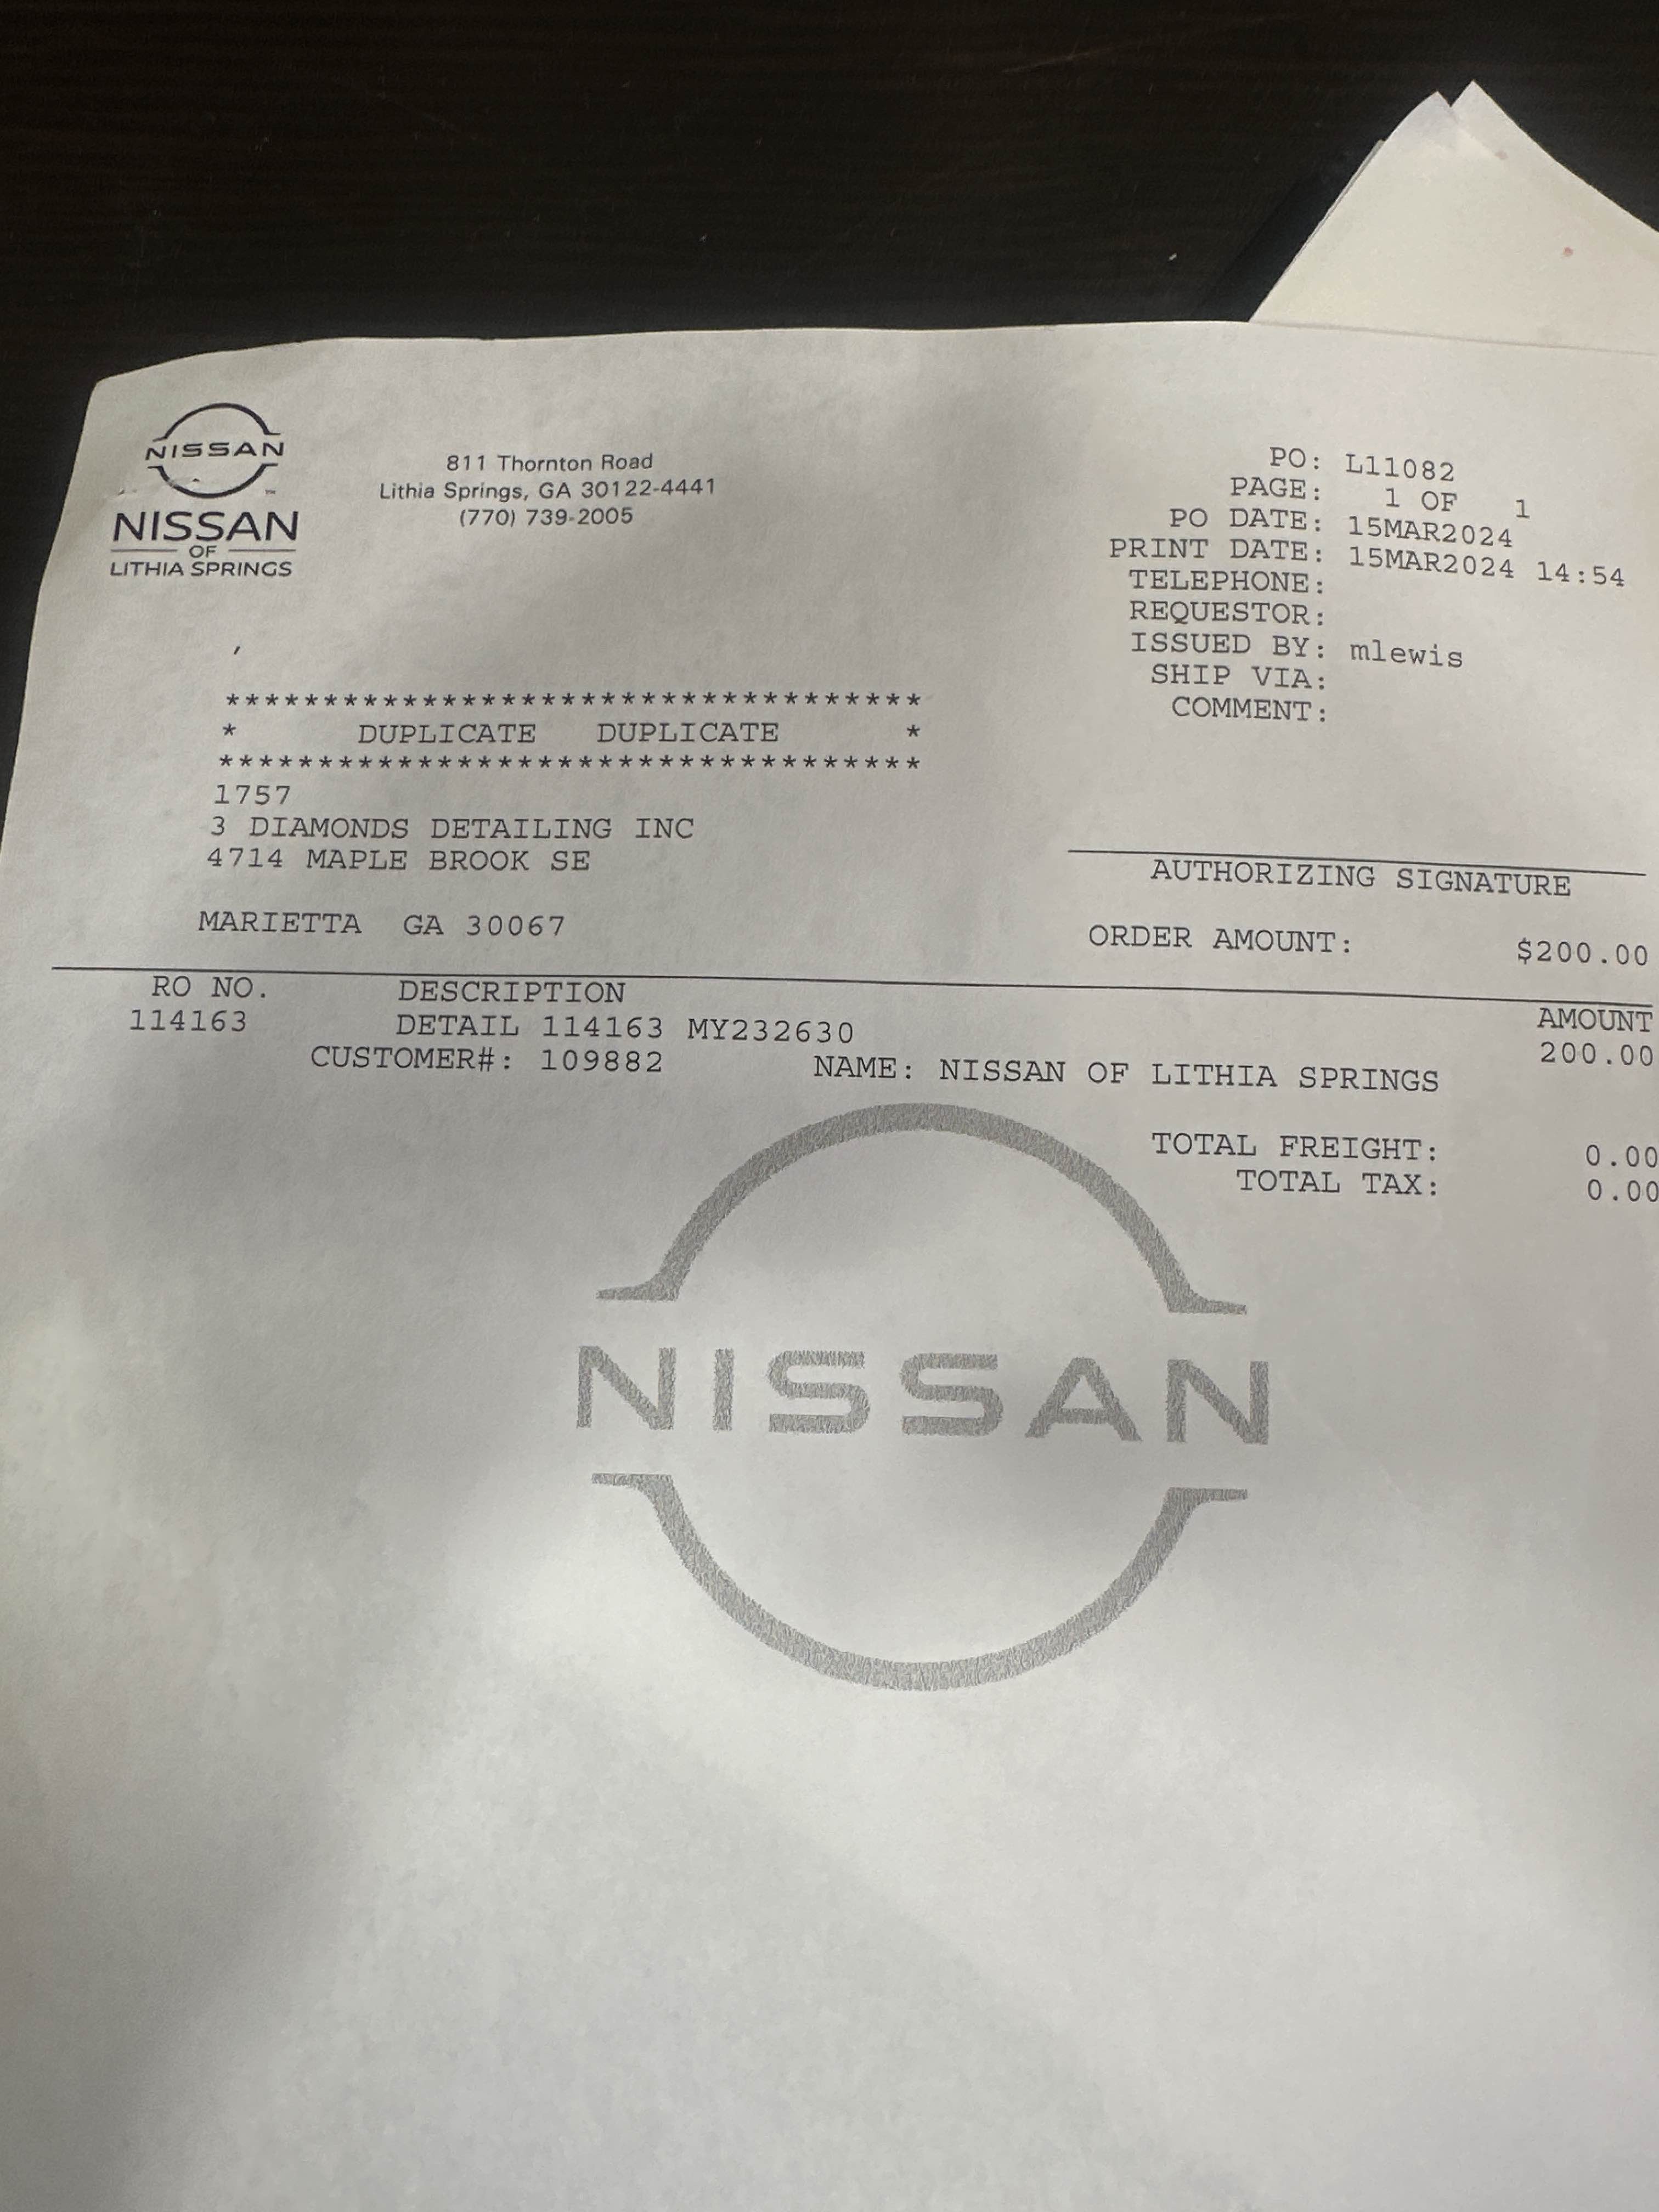 NISSAN
NISSAN
OF
LITHIA SPRINGS
811 Thornton Road
Lithia Springs, GA 30122-4441
(770) 739-2005
PO: L11082
PAGE: 1 OF 1
PO DATE: 15MAR2024
PRINT DATE: 15MAR2024 14:54
TELEPHONE:
REQUESTOR:
ISSUED BY: mlewis
SHIP VIA:
COMMENT:
***********************************
* DUPLICATE DUPLICATE *
***********************************
1757
3 DIAMONDS DETAILING INC
4714 MAPLE BROOK SE
MARIETTA GA 30067
AUTHORIZING SIGNATURE
ORDER AMOUNT: $200.00
RO NO. DESCRIPTION AMOUNT
114163 DETAIL 114163 MY232630 200.00
CUSTOMER#: 109882 NAME: NISSAN OF LITHIA SPRINGS
TOTAL FREIGHT: 0.00
TOTAL TAX: 0.00
NISSAN